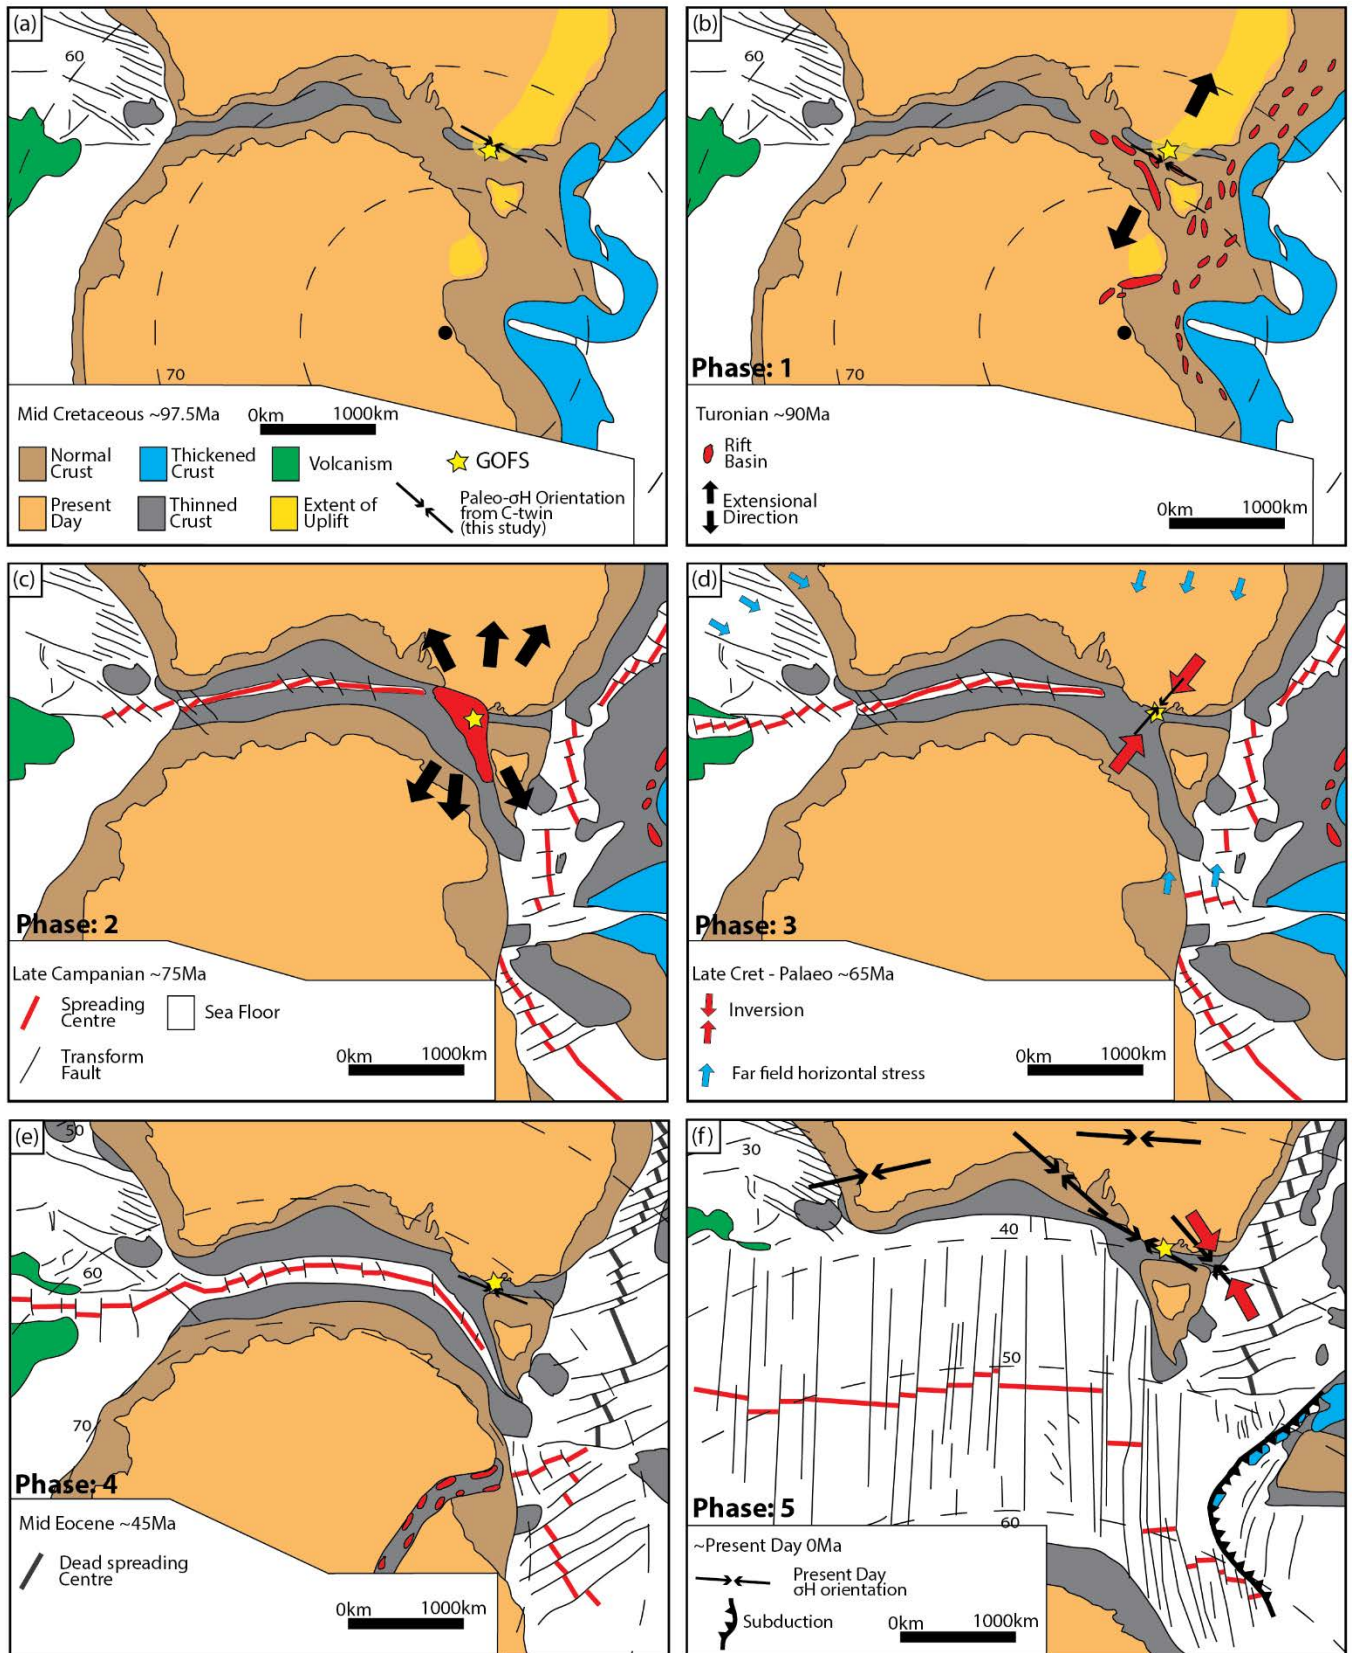 (a)
60
70
Mid Cretaceous ~97.5Ma
0km 1000km
Normal Crust
Thickened Crust
Volcanism
GOFS
Present Day
Thinned Crust
Extent of Uplift
Paleo-σH Orientation
from C-twin
(this study)
(b)
60
70
Phase: 1
Turonian ~90Ma
Rift
Basin
Extensional
Direction
0km 1000km
(c)
Phase: 2
Late Campanian ~75Ma
Spreading
Centre
Sea Floor
Transform
Fault
0km 1000km
(d)
Phase: 3
Late Cret - Palaeo ~65Ma
Inversion
Far field horizontal stress
0km 1000km
(e)
50
60
70
Phase: 4
Mid Eocene ~45Ma
Dead spreading
Centre
0km 1000km
(f)
30
40
50
60
Phase: 5
~Present Day 0Ma
Present Day
σH orientation
Subduction
0km 1000km